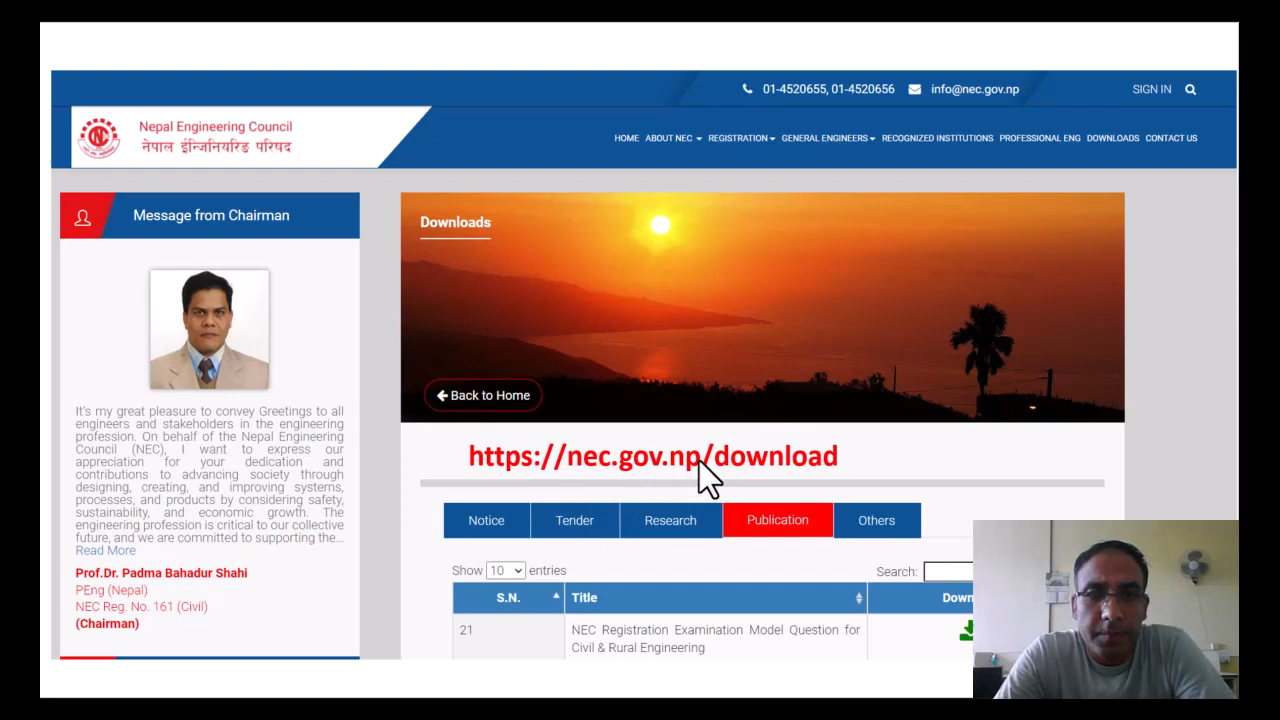 01-4520655, 01-4520656 info@nec.gov.np SIGN IN
Nepal Engineering Council
नेपाल ईन्जिनियरिङ परिषद
HOME ABOUT NEC REGISTRATION GENERAL ENGINEERS RECOGNIZED INSTITUTIONS PROFESSIONAL ENG DOWNLOADS CONTACT US
Message from Chairman
It's my great pleasure to convey Greetings to all
engineers and stakeholders in the engineering
profession. On behalf of the Nepal Engineering
Council (NEC), I want to express our
appreciation for your dedication and
contributions to advancing society through
designing, creating, and improving systems,
processes, and products by considering safety,
sustainability, and economic growth. The
engineering profession is critical to our collective
future, and we are committed to supporting the...
Read More
Prof.Dr. Padma Bahadur Shahi
PEng (Nepal)
NEC Reg. No. 161 (Civil)
(Chairman)
Downloads
Back to Home
https://nec.gov.np/download
Notice Tender Research Publication Others
Show 10 entries
Search:
S.N. Title Down
21 NEC Registration Examination Model Question for
Civil & Rural Engineering